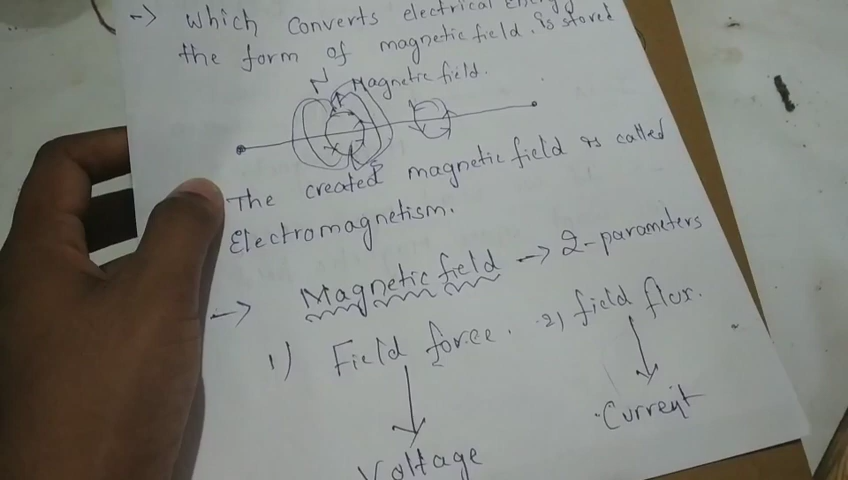 -> which converts electrical Energy
the form of magnetic field. is stored
N Magnetic field.
The created magnetic field is called
Electromagnetism.
-> Magnetic field -> 2-parameters
1) Field force. 2) field flux.
Voltage Current